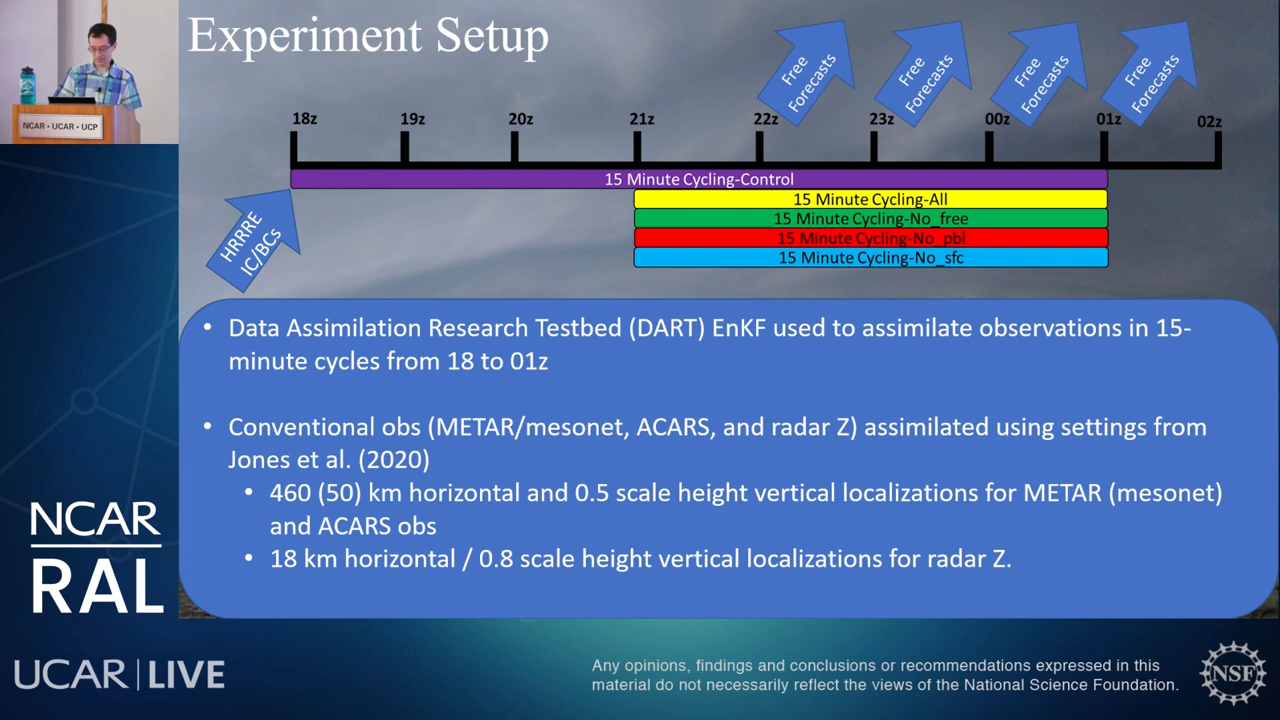 Experiment Setup
NCAR • UCAR • UCP
Free
Forecasts
Free
Forecasts
Free
Forecasts
Free
Forecasts
18z 19z 20z 21z 22z 23z 00z 01z 02z
15 Minute Cycling-Control
15 Minute Cycling-All
15 Minute Cycling-No_free
15 Minute Cycling-No_pbl
15 Minute Cycling-No_sfc
HRRRE
IC/BCs
• Data Assimilation Research Testbed (DART) EnKF used to assimilate observations in 15-
minute cycles from 18 to 01z
• Conventional obs (METAR/mesonet, ACARS, and radar Z) assimilated using settings from
Jones et al. (2020)
• 460 (50) km horizontal and 0.5 scale height vertical localizations for METAR (mesonet)
and ACARS obs
• 18 km horizontal / 0.8 scale height vertical localizations for radar Z.
NCAR
RAL
UCAR | LIVE
Any opinions, findings and conclusions or recommendations expressed in this
material do not necessarily reflect the views of the National Science Foundation.
NSF